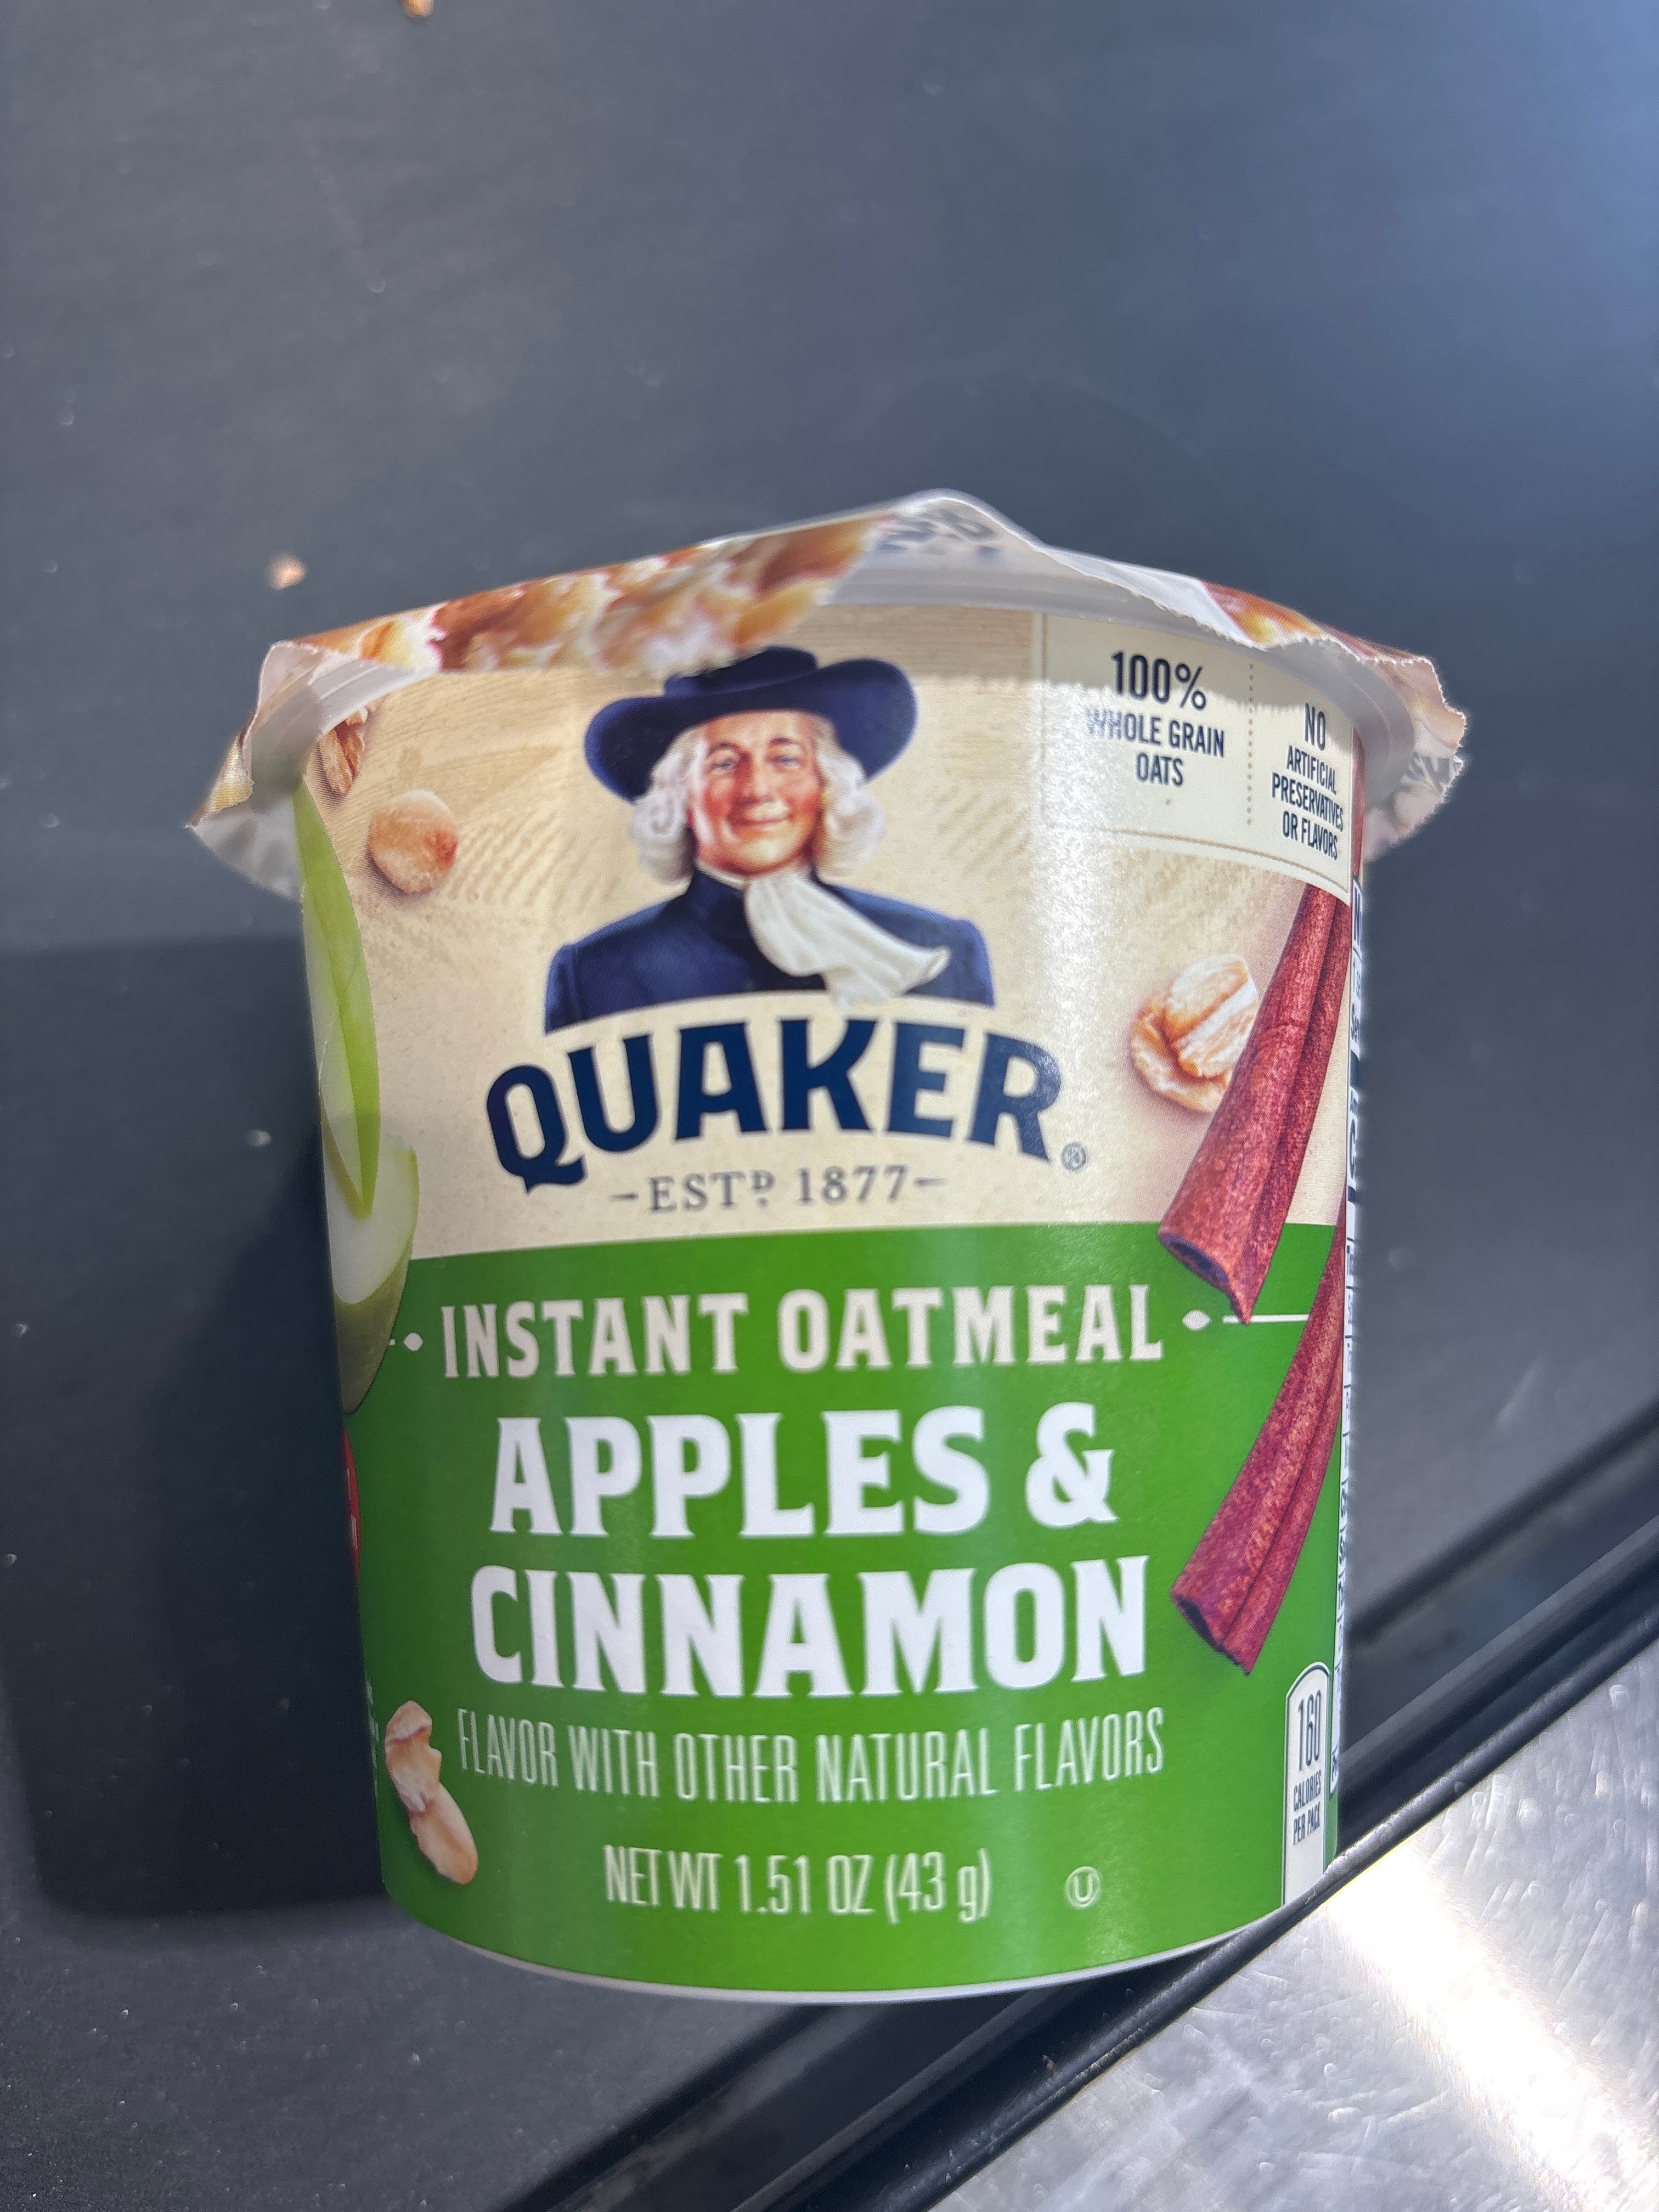 100%
WHOLE GRAIN
OATS
NO
ARTIFICIAL
PRESERVATIVES
OR FLAVORS
QUAKER®
-ESTD 1877-
INSTANT OATMEAL
APPLES &
CINNAMON
FLAVOR WITH OTHER NATURAL FLAVORS
NET WT 1.51 OZ (43 g)
U
160
CALORIES
PER PACK